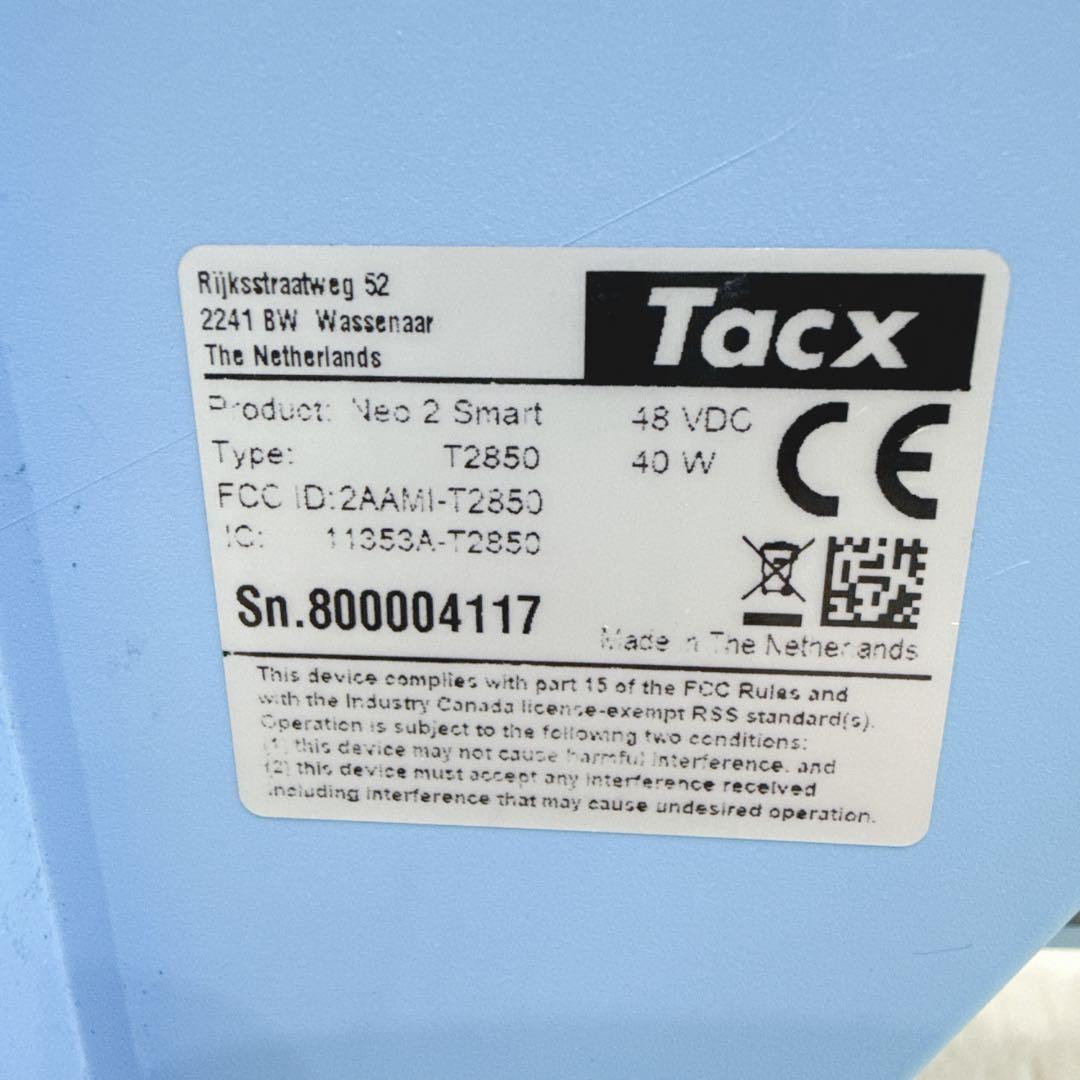 Rijksstraatweg 52
2241 BW Wassenaar
The Netherlands
Tacx
Product: Neo 2 Smart
48 VDC
Type: T2850
40 W
FCC ID:2AAMI-T2850
IC: 11353A-T2850
CE
Sn.800004117
Made in The Netherlands
This device complies with part 15 of the FCC Rules and
with the Industry Canada license-exempt RSS standard(s).
Operation is subject to the following two conditions:
(1) this device may not cause harmful interference, and
(2) this device must accept any interference received
including interference that may cause undesired operation.